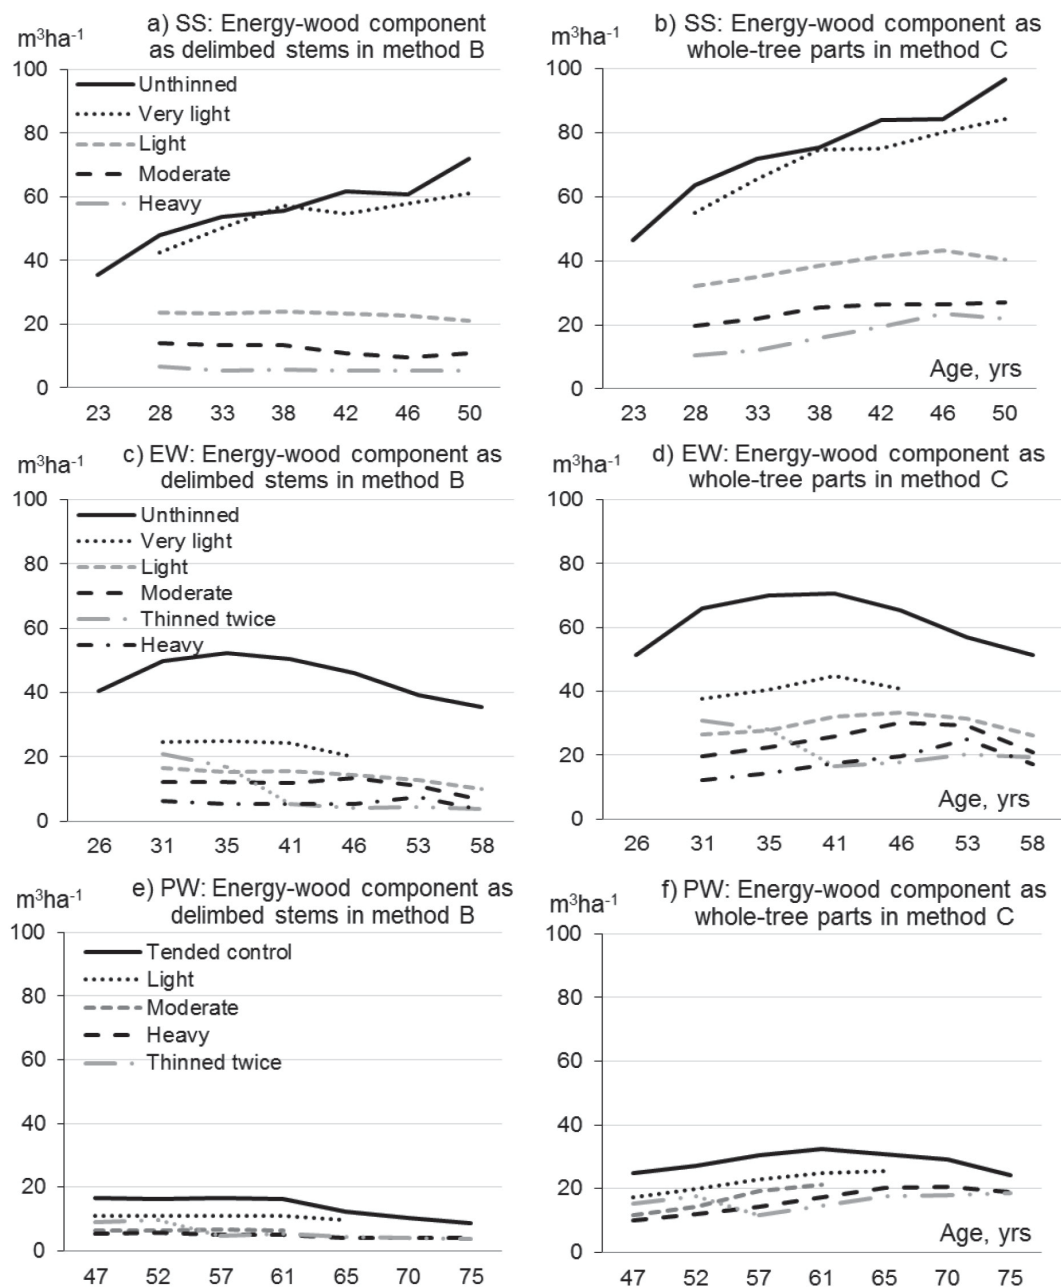 a) SS: Energy-wood component
as delimbed stems in method B
m³ha⁻¹
100
80
60
40
20
0
Unthinned
Very light
Light
Moderate
Heavy
23 28 33 38 42 46 50
b) SS: Energy-wood component as
whole-tree parts in method C
m³ha⁻¹
100
80
60
40
20
0
Age, yrs
23 28 33 38 42 46 50
c) EW: Energy-wood component as
delimbed stems in method B
m³ha⁻¹
100
80
60
40
20
0
Unthinned
Very light
Light
Moderate
Thinned twice
Heavy
26 31 35 41 46 53 58
d) EW: Energy-wood component as
whole-tree parts in method C
m³ha⁻¹
100
80
60
40
20
0
Age, yrs
26 31 35 41 46 53 58
e) PW: Energy-wood component as
delimbed stems in method B
m³ha⁻¹
100
80
60
40
20
0
Tended control
Light
Moderate
Heavy
Thinned twice
47 52 57 61 65 70 75
f) PW: Energy-wood component as
whole-tree parts in method C
m³ha⁻¹
100
80
60
40
20
0
Age, yrs
47 52 57 61 65 70 75